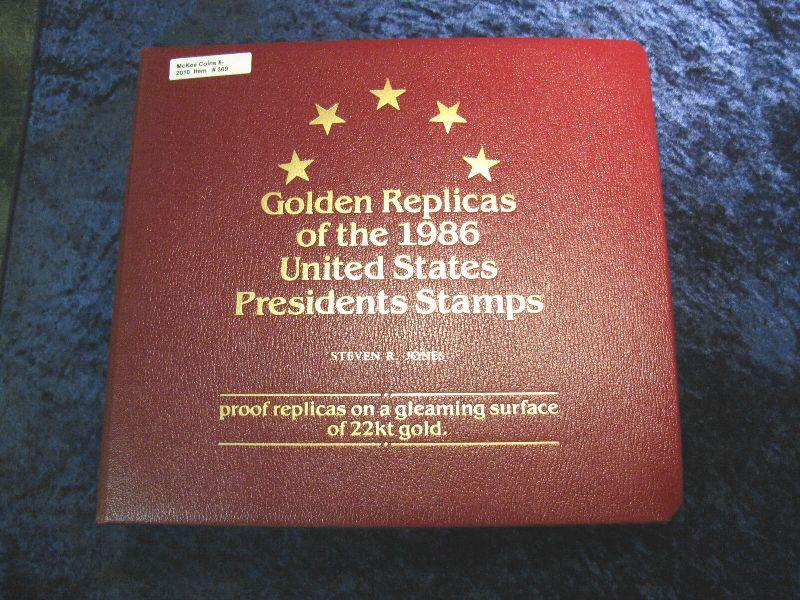 McKee Coins 8-
2010 Item # 369
Golden Replicas
of the 1986
United States
Presidents Stamps
STEVEN R. JONES
proof replicas on a gleaming surface
of 22kt gold.